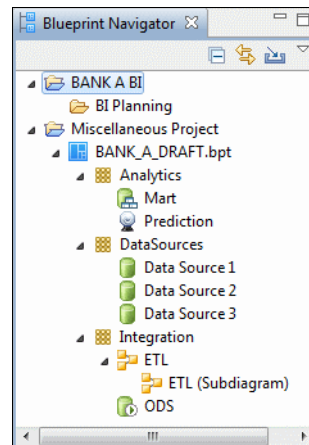 Blueprint Navigator
BANK A BI
BI Planning
Miscellaneous Project
BANK_A_DRAFT.bpt
Analytics
Mart
Prediction
DataSources
Data Source 1
Data Source 2
Data Source 3
Integration
ETL
ETL (Subdiagram)
ODS